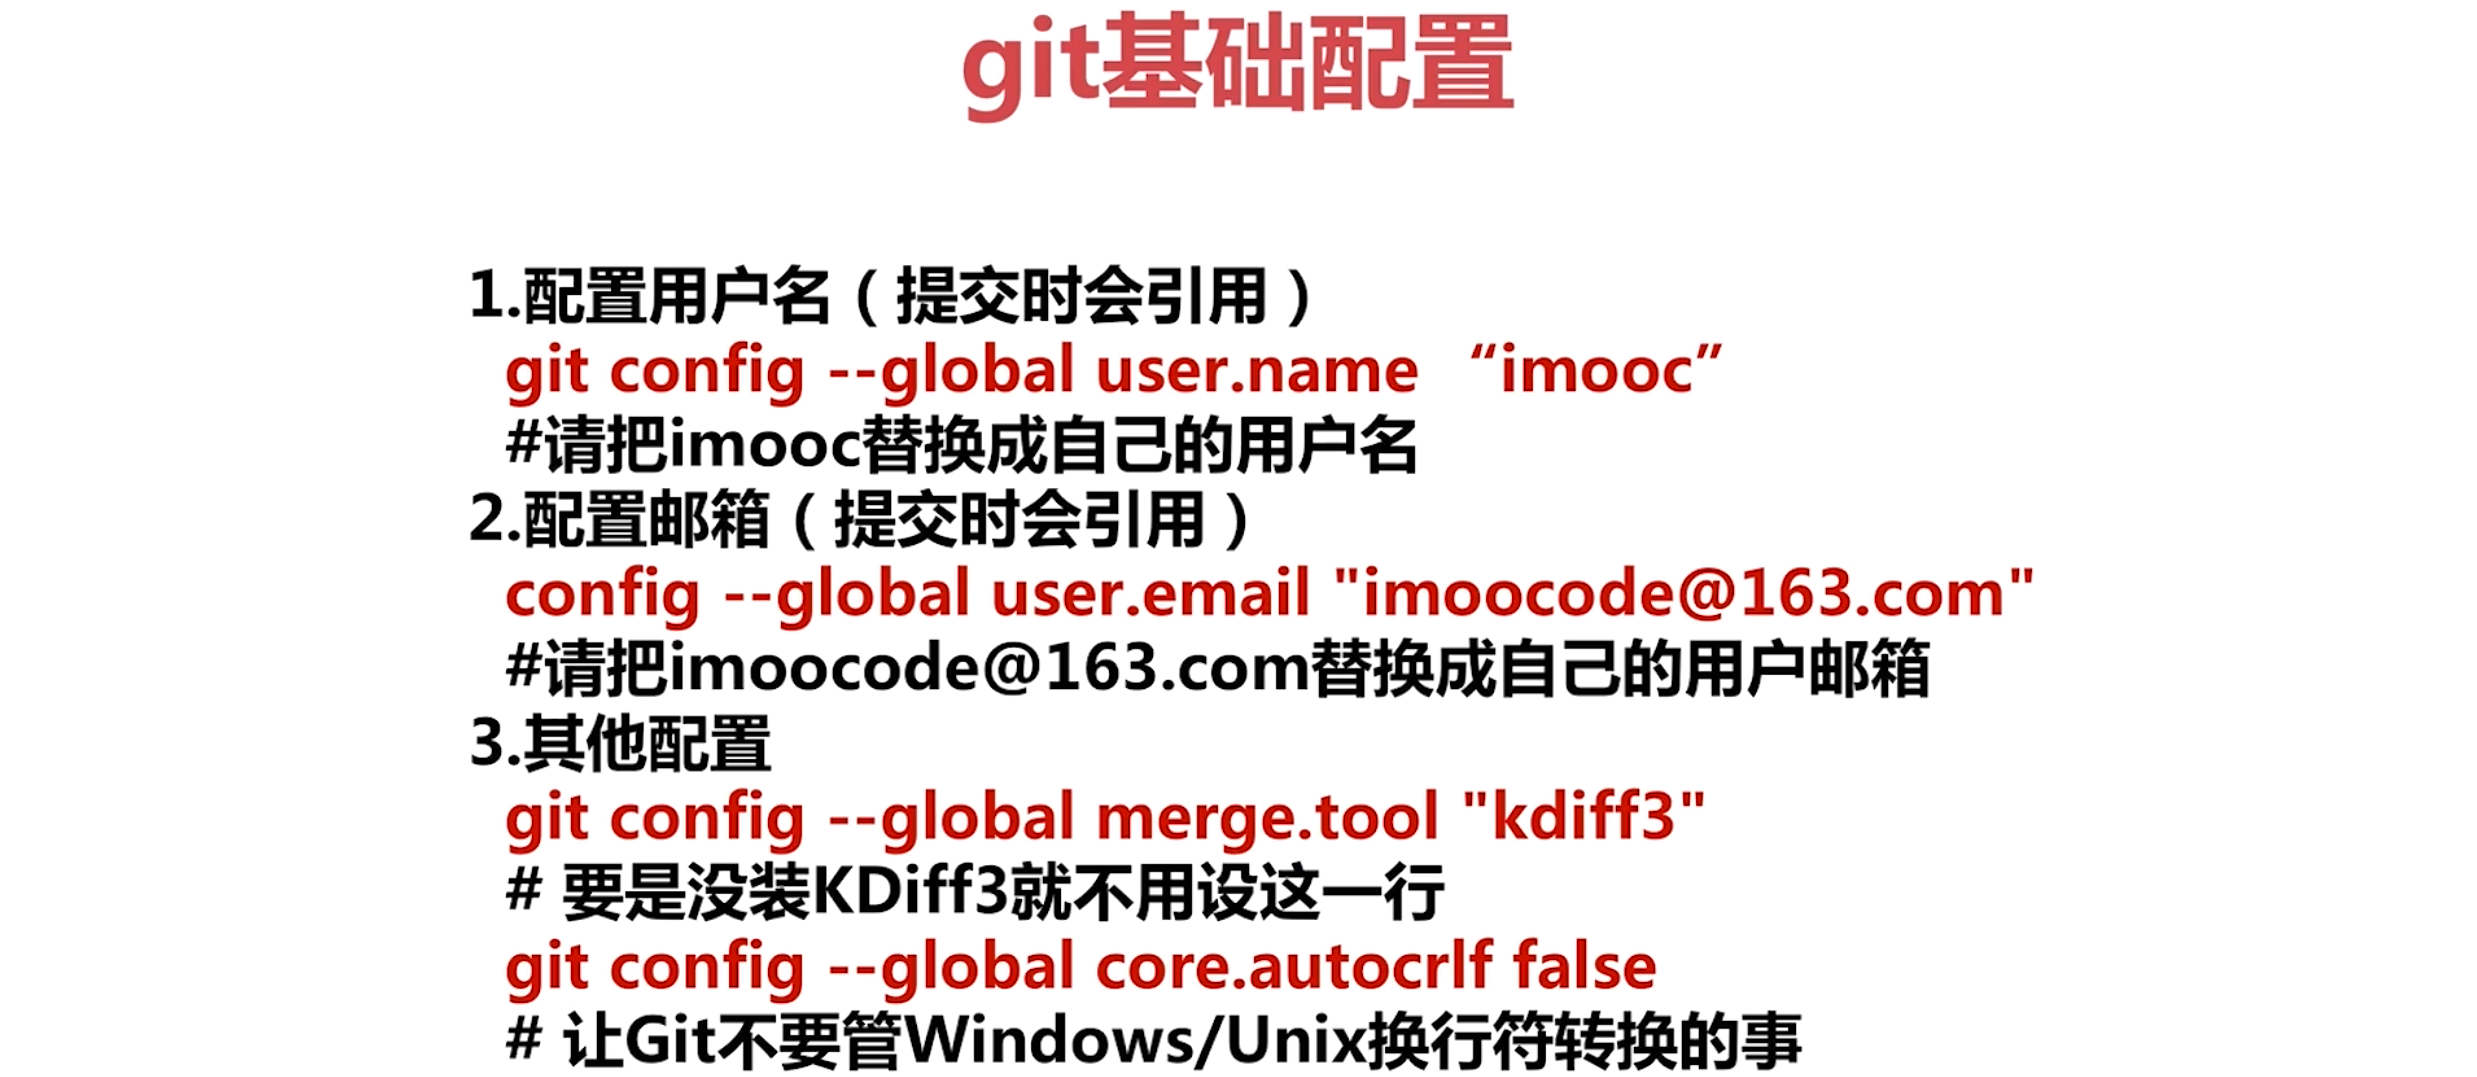 git基础配置
1.配置用户名（提交时会引用）
git config --global user.name “imooc”
#请把imooc替换成自己的用户名
2.配置邮箱（提交时会引用）
config --global user.email "imoocode@163.com"
#请把imoocode@163.com替换成自己的用户邮箱
3.其他配置
git config --global merge.tool "kdiff3"
# 要是没装KDiff3就不用设这一行
git config --global core.autocrlf false
# 让Git不要管Windows/Unix换行符转换的事